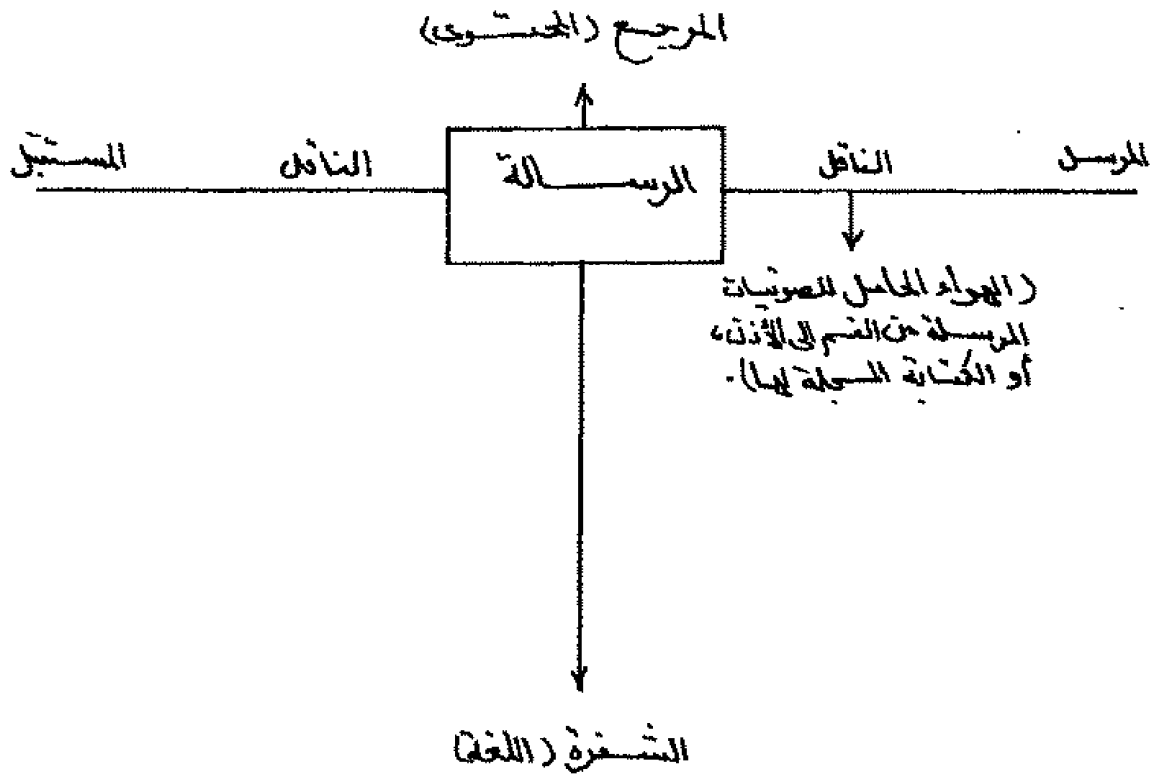 المرجع (المحتوى)
المرسل الناقل الرسالة الناقل المستقبل
(الهواء الحامل للصوتيات
المرسلة من الفم إلى الأذن،
أو الكتابة المسجلة لها).
الشفرة (اللغة)